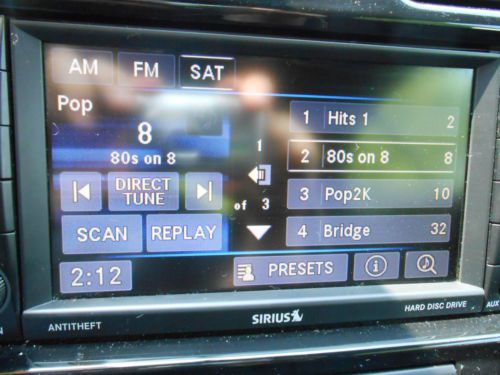 AM FM SAT
Pop
8
80s on 8
DIRECT
TUNE
SCAN REPLAY
2:12
1
of 3
1 Hits 1 2
2 80s on 8 8
3 Pop2K 10
4 Bridge 32
PRESETS i
ANTITHEFT SIRIUS HARD DISC DRIVE AUX